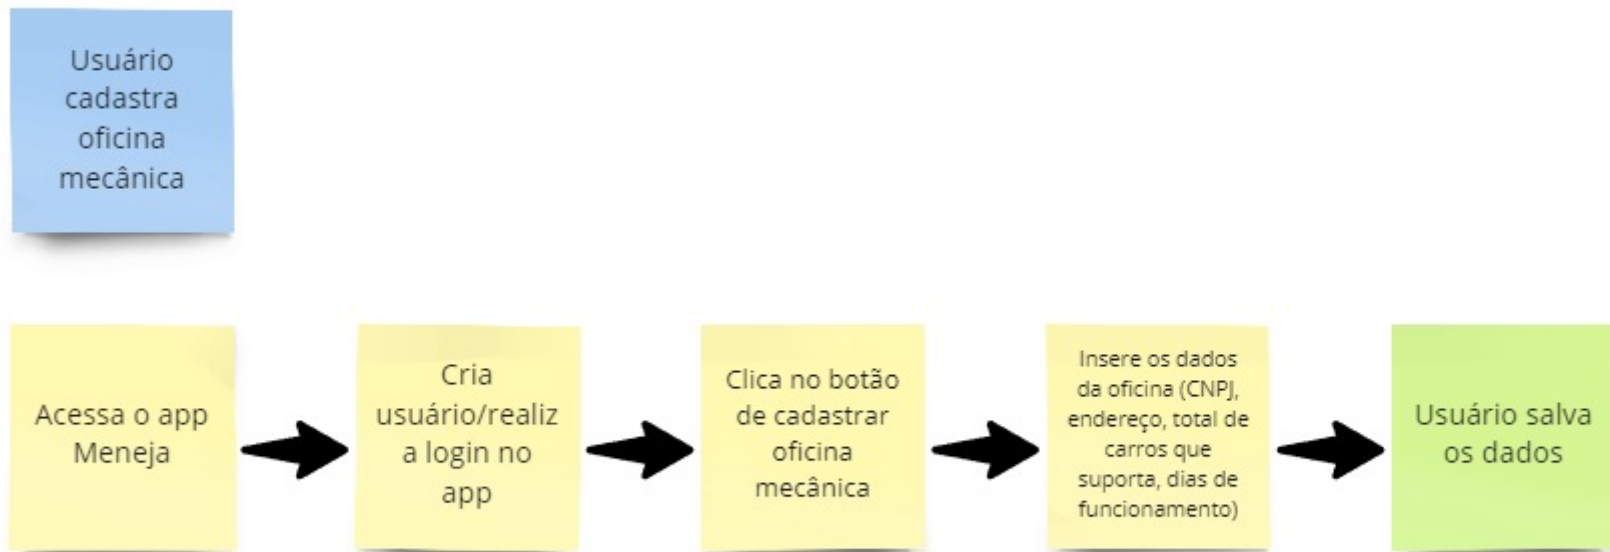 Usuário
cadastra
oficina
mecânica
Acessa o app
Meneja
Cria
usuário/realiz
a login no
app
Clica no botão
de cadastrar
oficina
mecânica
Insere os dados
da oficina (CNPJ,
endereço, total de
carros que
suporta, dias de
funcionamento)
Usuário salva
os dados